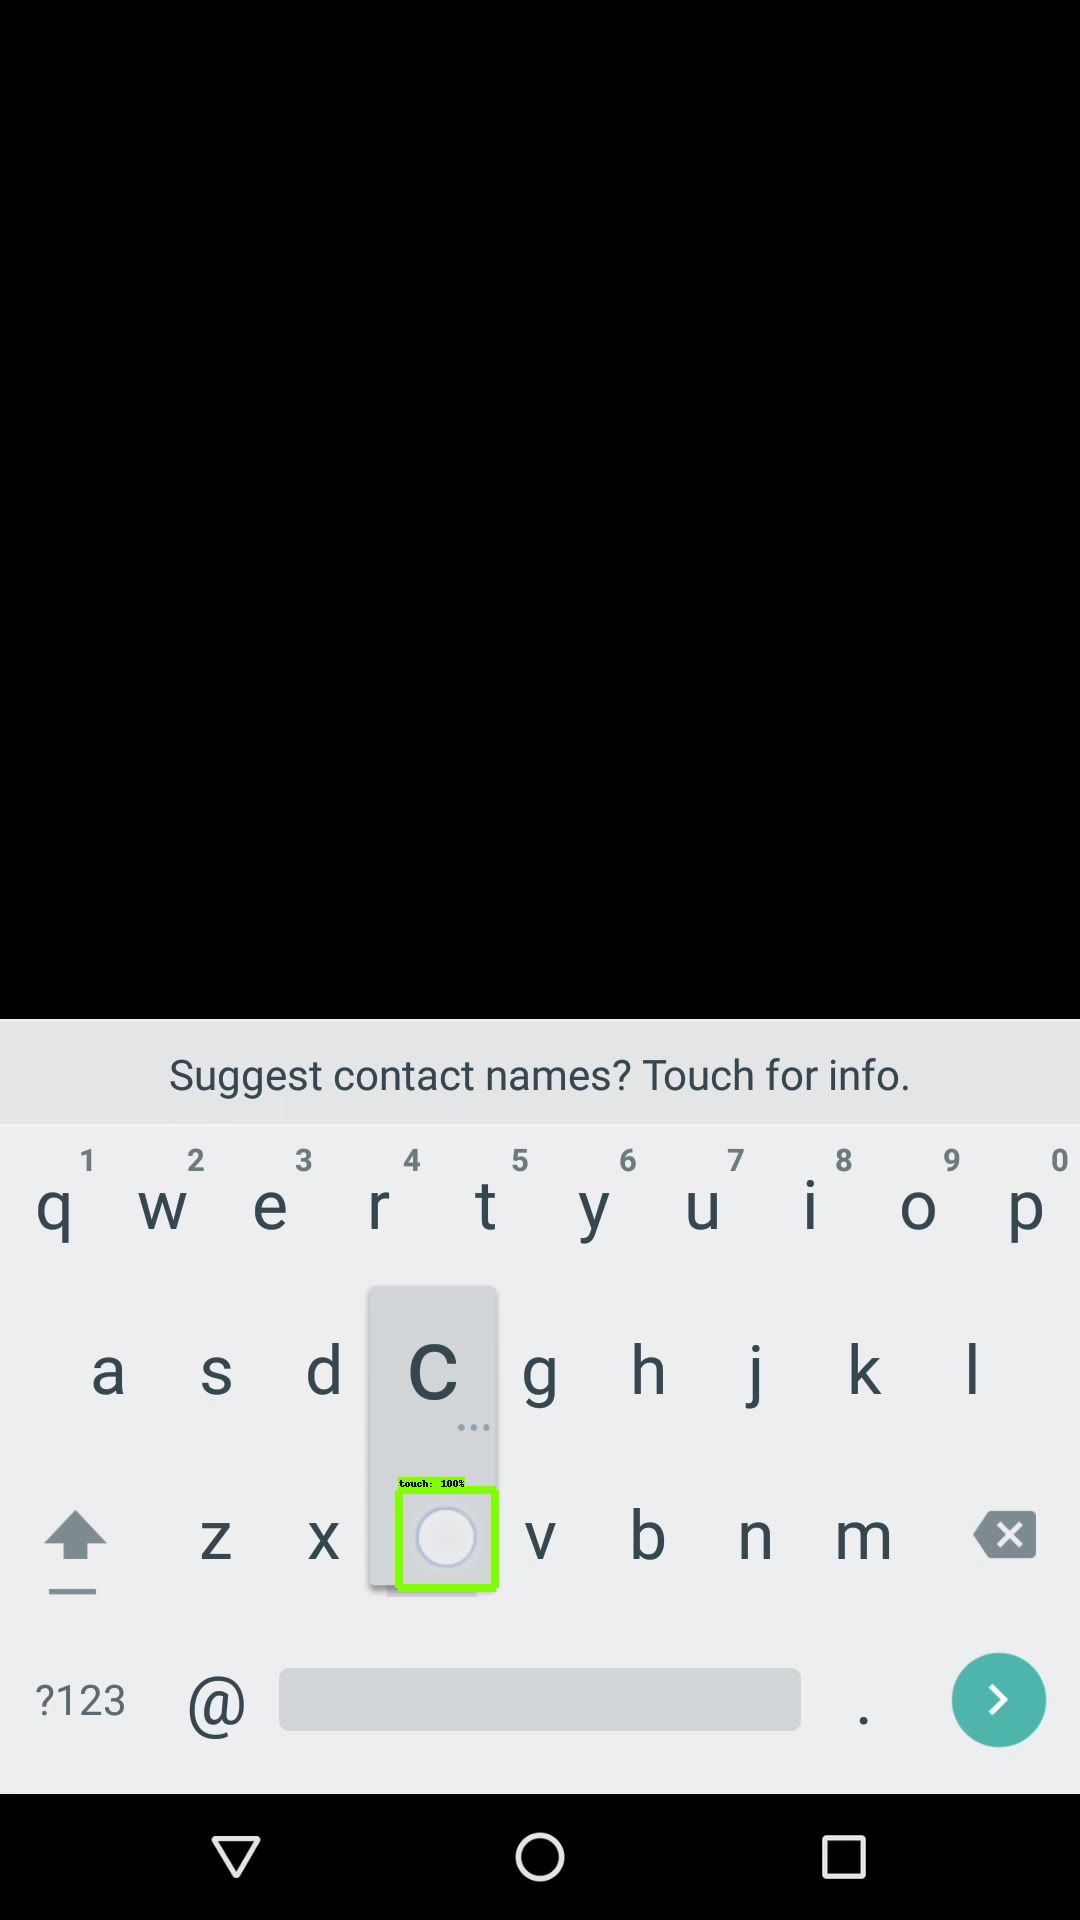 Suggest contact names? Touch for info.
1 2 3 4 5 6 7 8 9 0
q w e r t y u i o p
a s d C g h j k l
touch: 100%
z x v b n m
?123 @ .